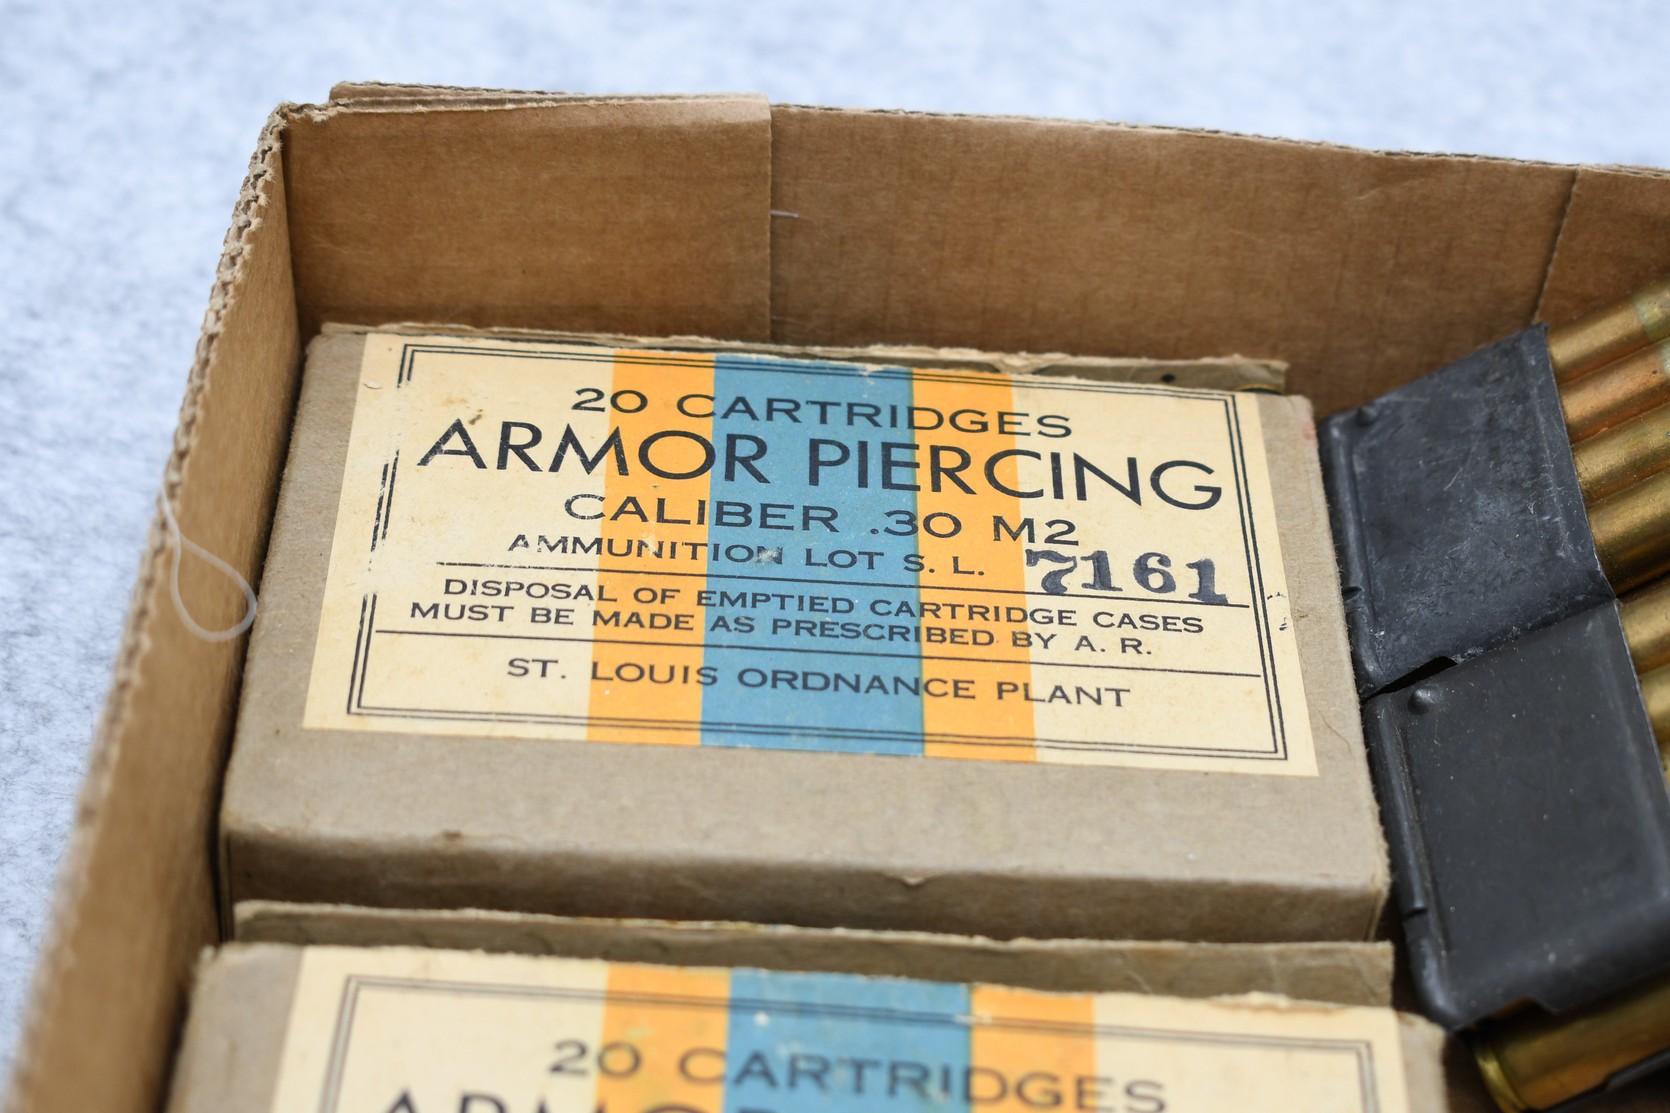 20 CARTRIDGES
ARMOR PIERCING
CALIBER .30 M2
AMMUNITION LOT S. L. 7161
DISPOSAL OF EMPTIED CARTRIDGE CASES
MUST BE MADE AS PRESCRIBED BY A. R.
ST. LOUIS ORDNANCE PLANT
20 CARTRIDGES